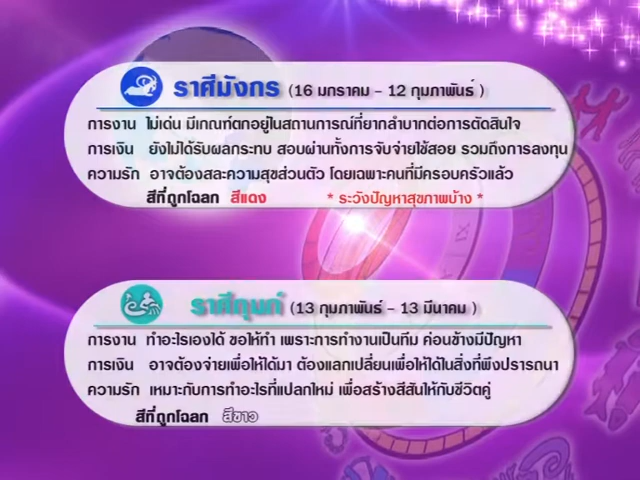 ราศีมังกร (16 มกราคม – 12 กุมภาพันธ์ )
การงาน ไม่เด่น มีเกณฑ์ตกอยู่ในสถานการณ์ที่ยากลำบากต่อการตัดสินใจ
การเงิน ยังไม่ได้รับผลกระทบ สอบผ่านทั้งการจับจ่ายใช้สอย รวมถึงการลงทุน
ความรัก อาจต้องสละความสุขส่วนตัว โดยเฉพาะคนที่มีครอบครัวแล้ว
สีที่ถูกโฉลก สีแดง * ระวังปัญหาสุขภาพบ้าง *
ราศีกุมภ์ (13 กุมภาพันธ์ – 13 มีนาคม )
การงาน ทำอะไรเองได้ ขอให้ทำ เพราะการทำงานเป็นทีม ค่อนข้างมีปัญหา
การเงิน อาจต้องจ่ายเพื่อให้ได้มา ต้องแลกเปลี่ยนเพื่อให้ได้ในสิ่งที่พึงปรารถนา
ความรัก เหมาะกับการทำอะไรที่แปลกใหม่ เพื่อสร้างสีสันให้กับชีวิตคู่
สีที่ถูกโฉลก สีขาว